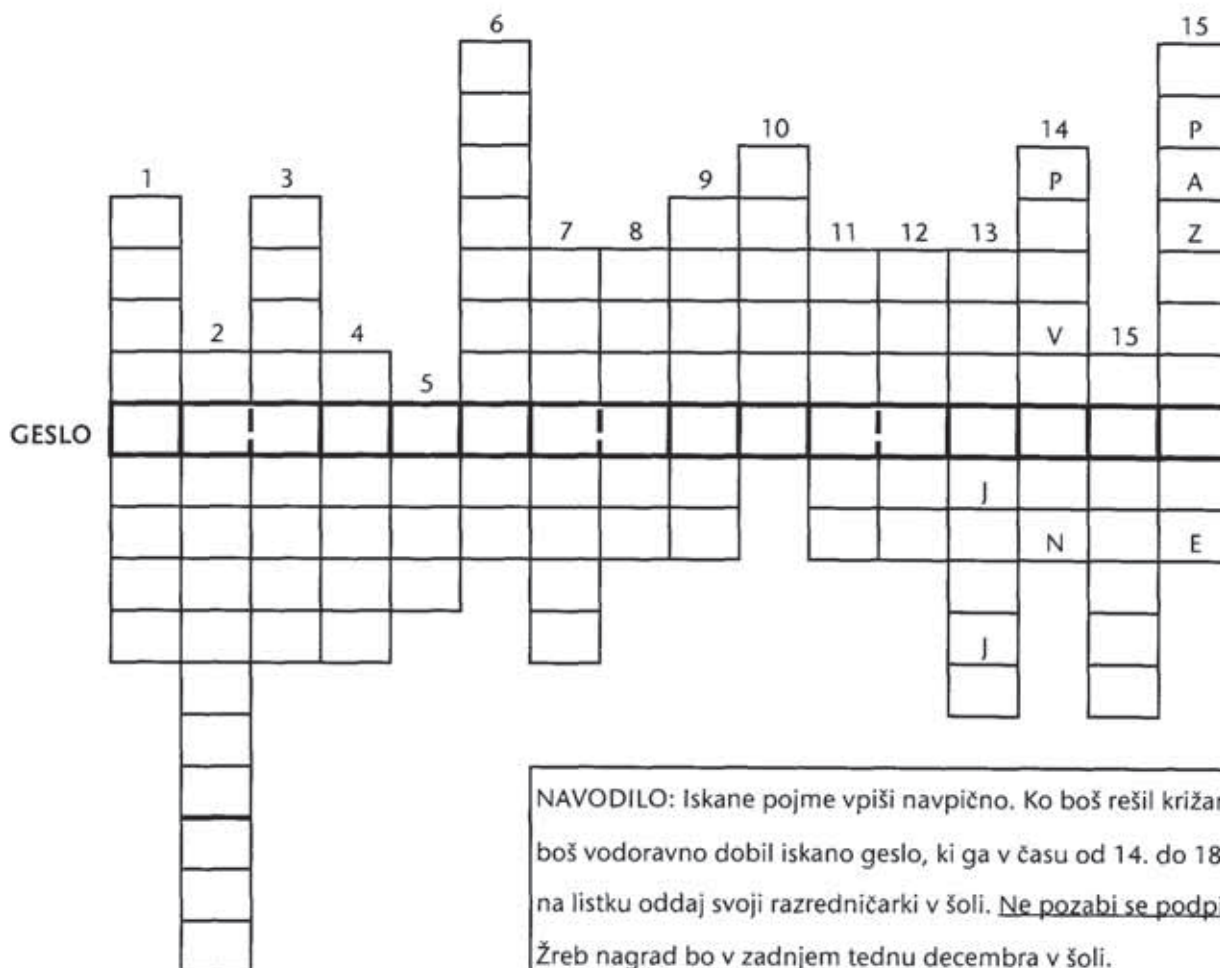 6
15
10
14
P
1
3
9
P
A
7
8
11
12
13
Z
2
4
V
15
5
GESLO
J
N
E
J
NAVODILO: Iskane pojme vpiši navpično. Ko boš rešil
boš vodoravno dobil iskano geslo, ki ga v času od 14. do 18
na listku oddaj svoji razredničarki v šoli. Ne pozabi se
Žreb nagrad bo v zadnjem tednu decembra v šoli.